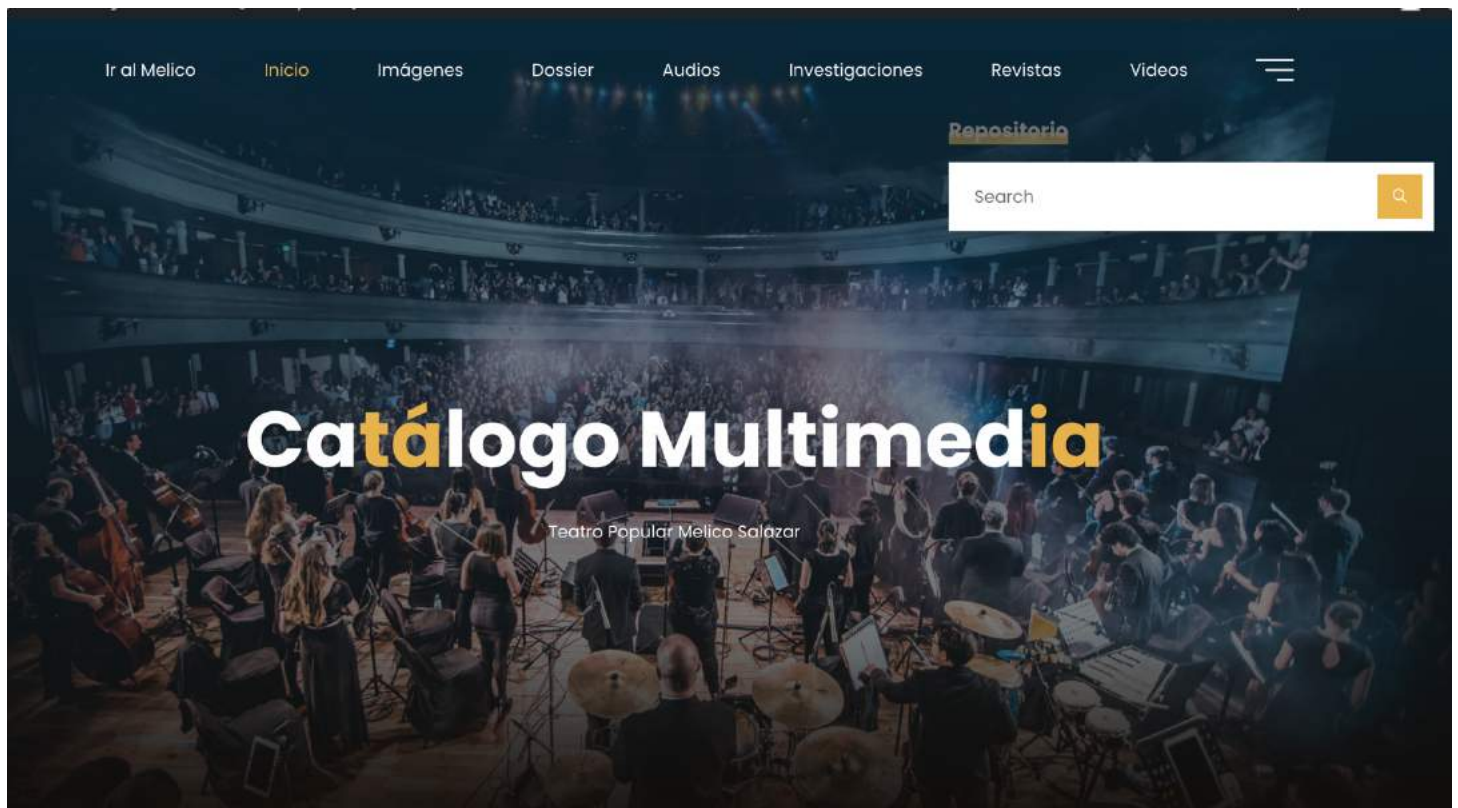 Ir al Melico Inicio Imágenes Dossier Audios Investigaciones Revistas Videos
Repositorio
Search
Catálogo Multimedia
Teatro Popular Melico Salazar